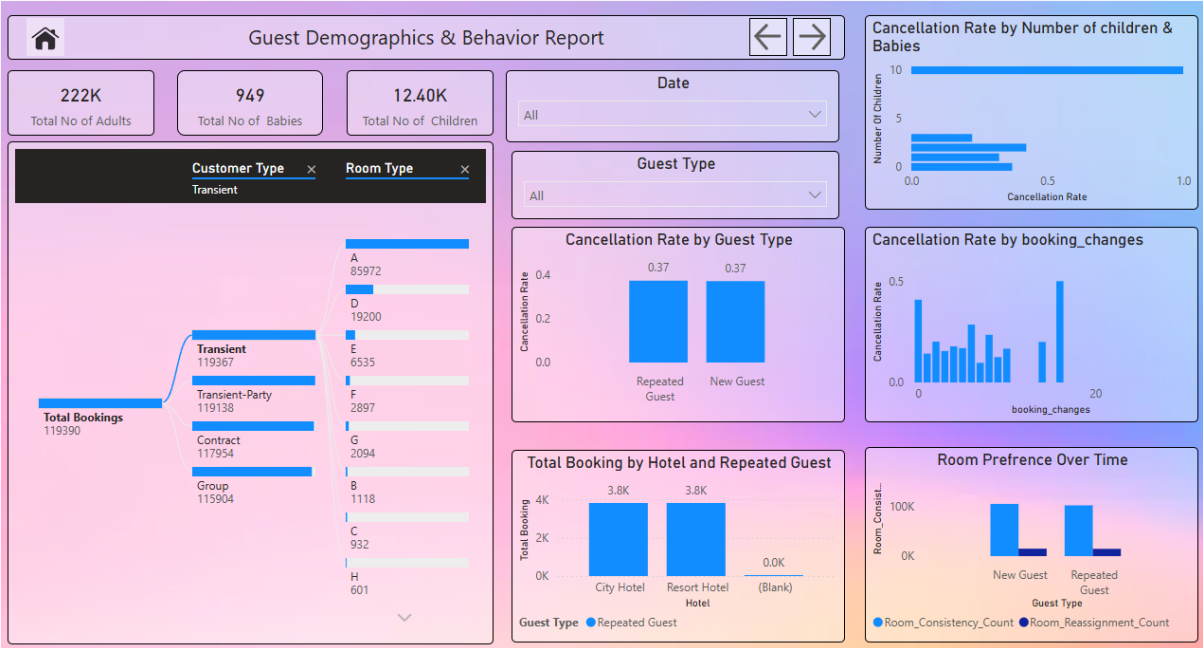 Guest Demographics & Behavior Report
222K
Total No of Adults
949
Total No of Babies
12.40K
Total No of Children
Date
All
Guest Type
All
Customer Type
Transient
Room Type
Total Bookings
119390
Transient
119367
Transient-Party
119138
Contract
117954
Group
115904
A
85972
D
19200
E
6535
F
2897
G
2094
B
1118
C
932
H
601
Cancellation Rate by Guest Type
Cancellation Rate
0.4
0.2
0.0
0.37
0.37
Repeated
Guest
New Guest
Total Booking by Hotel and Repeated Guest
Total Booking
4K
2K
0K
3.8K
3.8K
0.0K
City Hotel
Resort Hotel
(Blank)
Hotel
Guest Type
Repeated Guest
Cancellation Rate by Number of children &
Babies
Number Of Children
10
5
0
0.0
0.5
1.0
Cancellation Rate
Cancellation Rate by booking_changes
Cancellation Rate
0.5
0.0
0
20
booking_changes
Room Prefrence Over Time
Room_Consist...
100K
0K
New Guest
Repeated
Guest
Guest Type
Room_Consistency_Count
Room_Reassignment_Count